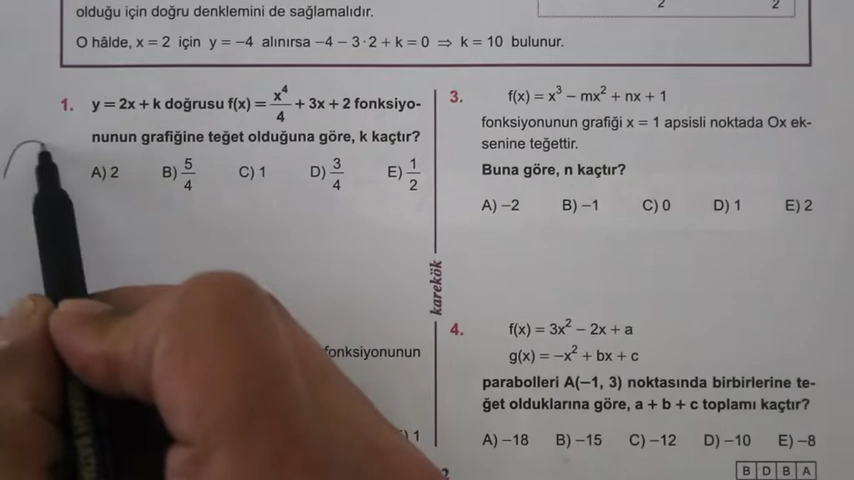 olduğu için doğru denklemini de sağlamalıdır.
2 2
O hâlde, x = 2 için y = −4 alınırsa −4 − 3·2 + k = 0 ⇒ k = 10 bulunur.
1. y = 2x + k doğrusu f(x) = x⁴/4 + 3x + 2 fonksiyo-
nunun grafiğine teğet olduğuna göre, k kaçtır?
A) 2 B) 5/4 C) 1 D) 3/4 E) 1/2
fonksiyonunun
) 1
karekök
3. f(x) = x³ − mx² + nx + 1
fonksiyonunun grafiği x = 1 apsisli noktada Ox ek-
senine teğettir.
Buna göre, n kaçtır?
A) −2 B) −1 C) 0 D) 1 E) 2
4. f(x) = 3x² − 2x + a
g(x) = −x² + bx + c
parabolleri A(−1, 3) noktasında birbirlerine te-
ğet olduklarına göre, a + b + c toplamı kaçtır?
A) −18 B) −15 C) −12 D) −10 E) −8
2
B D B A